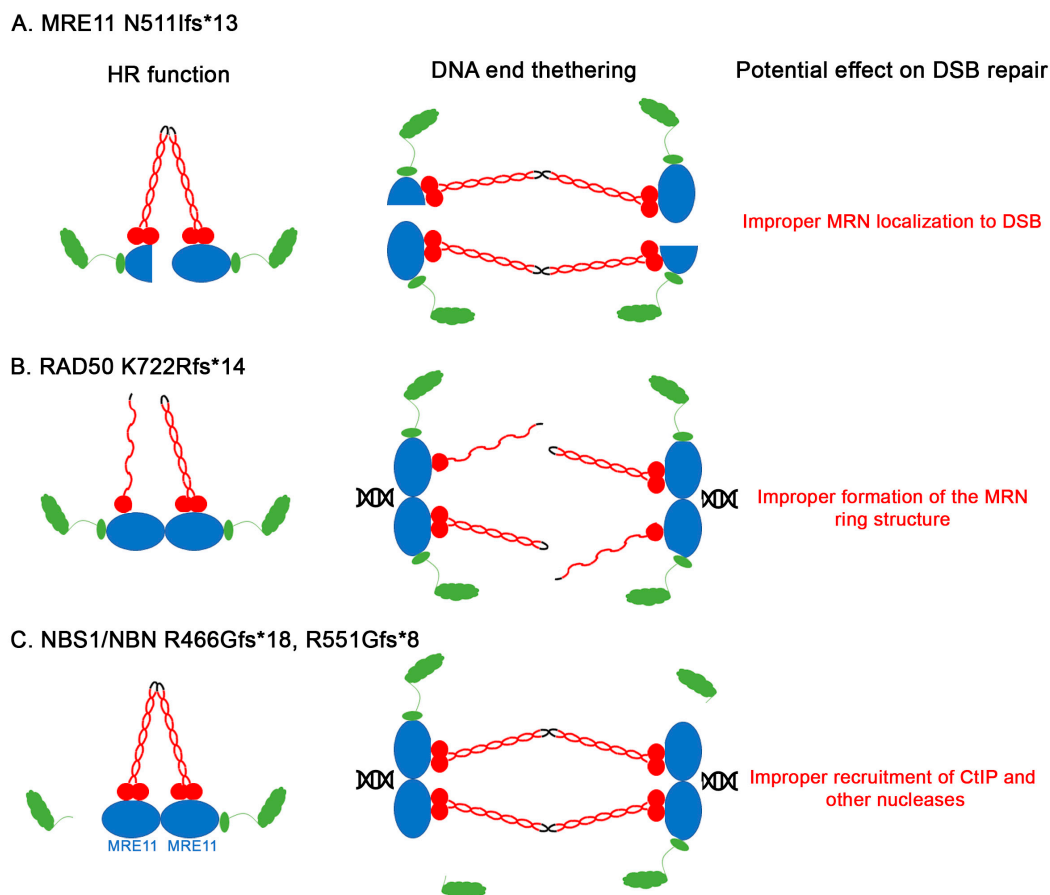 A. MRE11 N511Ifs*13
HR function
DNA end thethering
Potential effect on DSB repair
Improper MRN localization to DSB
B. RAD50 K722Rfs*14
Improper formation of the MRN
ring structure
C. NBS1/NBN R466Gfs*18, R551Gfs*8
Improper recruitment of CtIP and
other nucleases
MRE11 MRE11